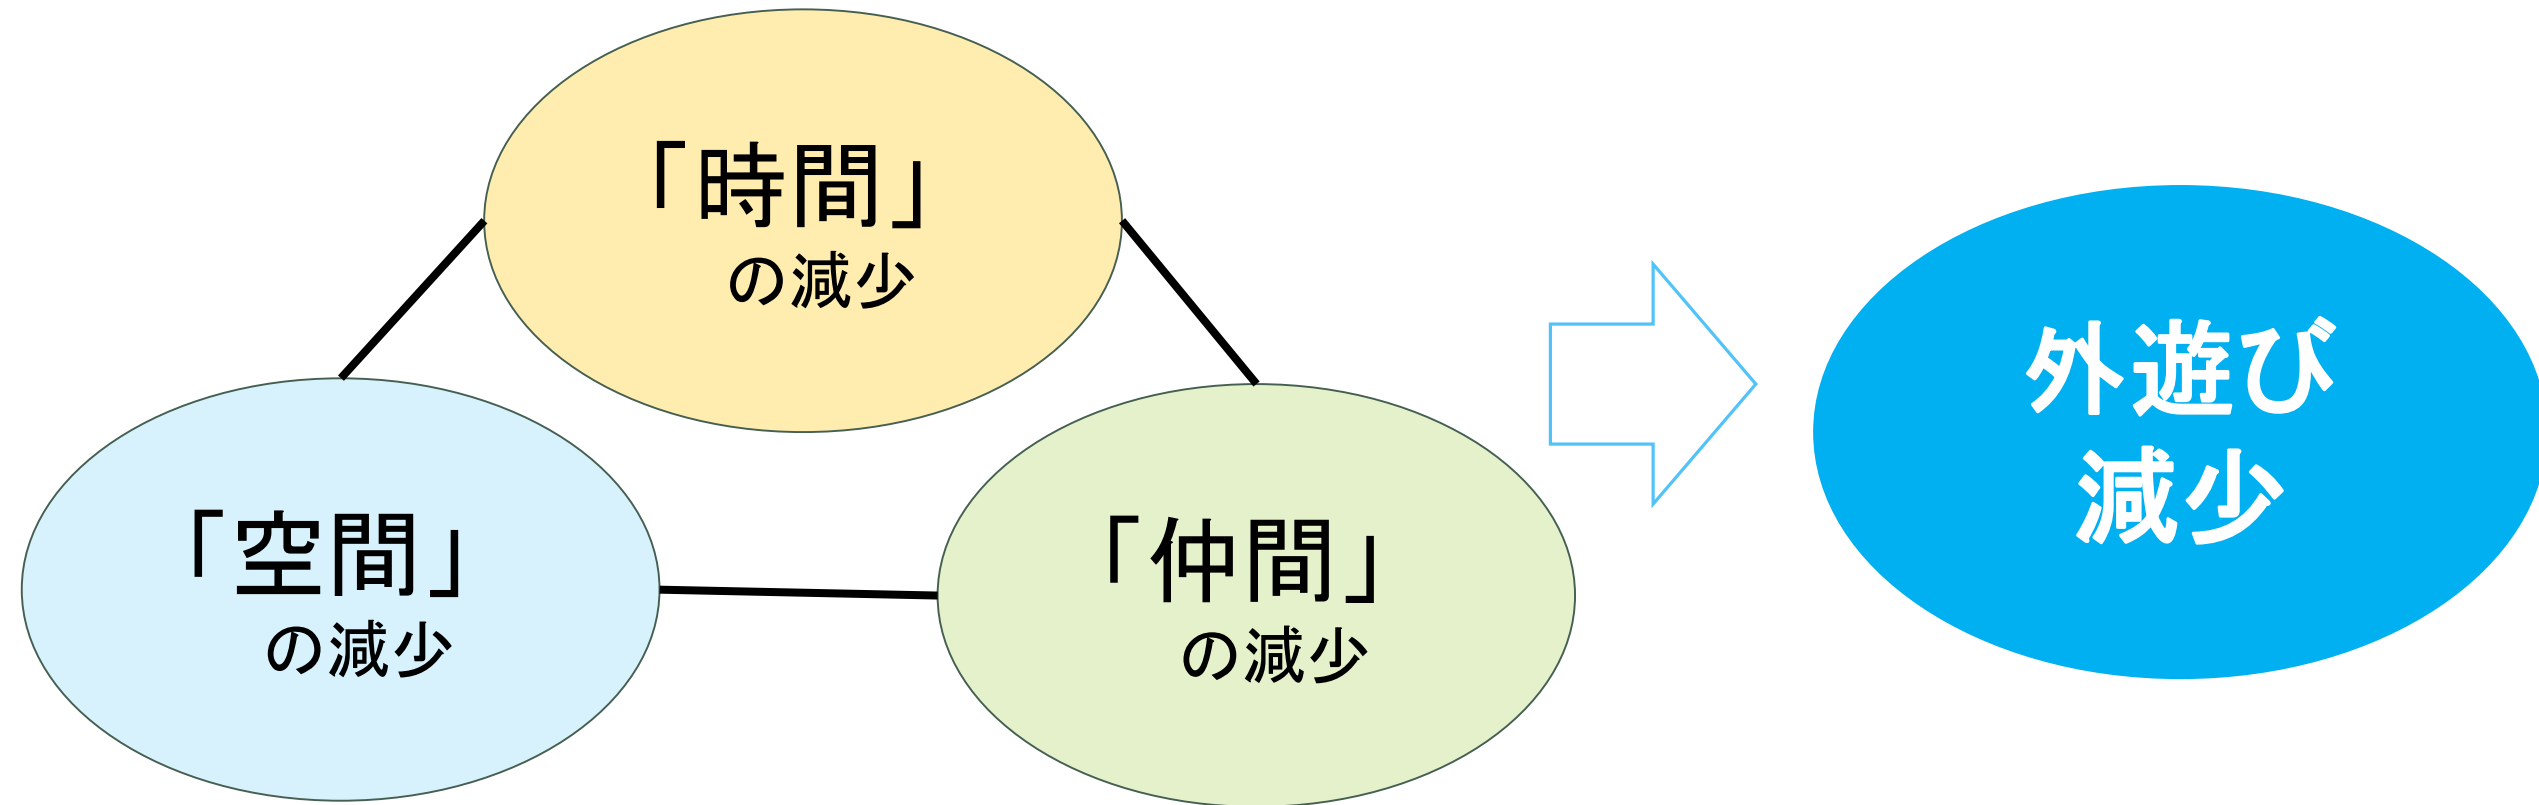 「時間」
の減少
「空間」
の減少
「仲間」
の減少
外遊び
減少